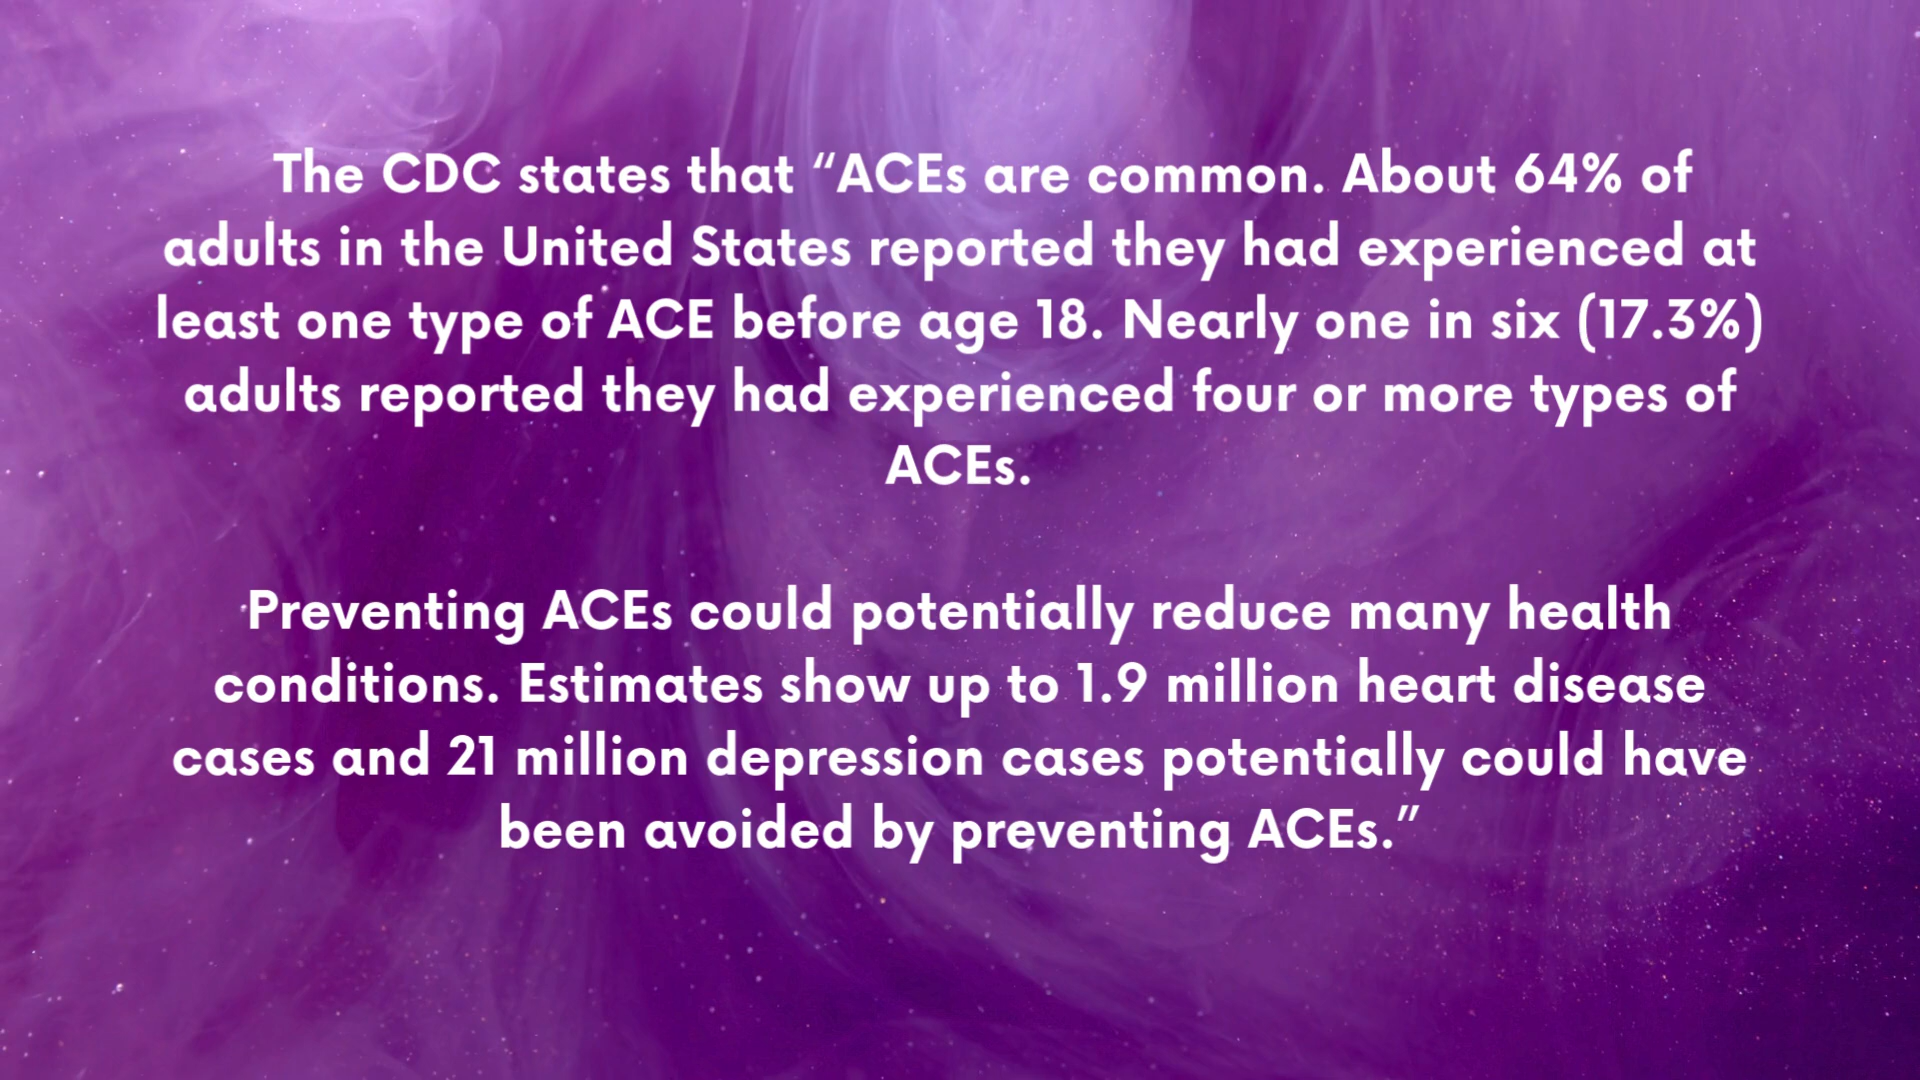 The CDC states that “ACEs are common. About 64% of
adults in the United States reported they had experienced at
least one type of ACE before age 18. Nearly one in six (17.3%)
adults reported they had experienced four or more types of
ACEs.
Preventing ACEs could potentially reduce many health
conditions. Estimates show up to 1.9 million heart disease
cases and 21 million depression cases potentially could have
been avoided by preventing ACEs.”